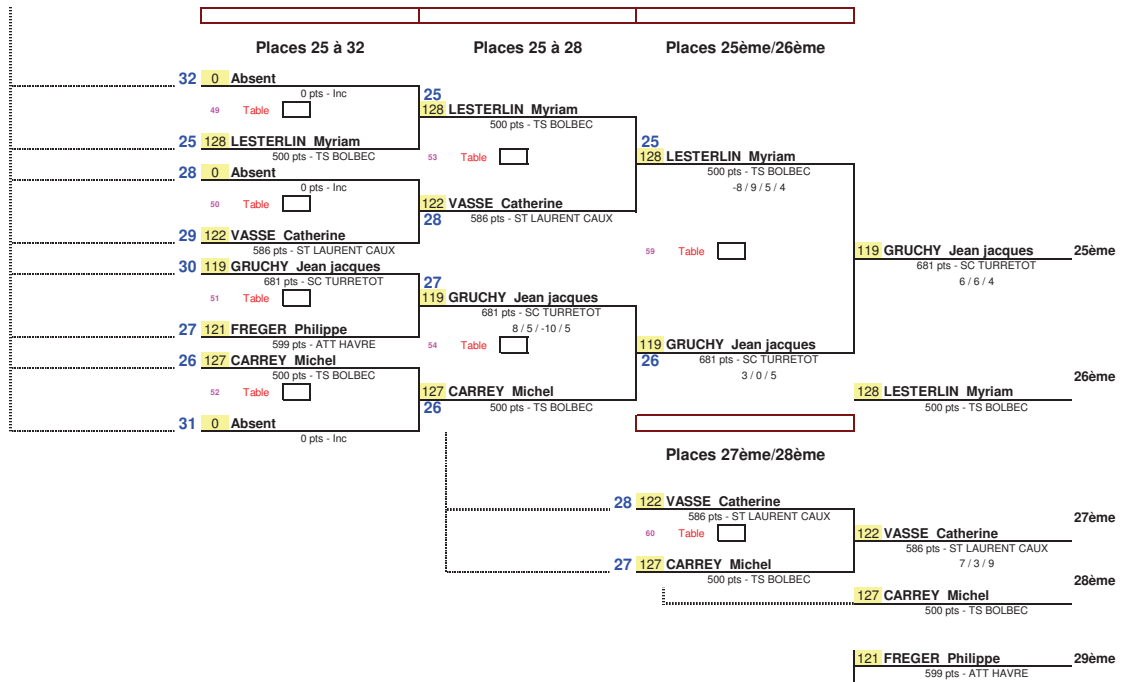 Places 25 à 32 Places 25 à 28 Places 25ème/26ème
32 0 Absent
0 pts - Inc
25
49 Table
128 LESTERLIN Myriam
500 pts - TS BOLBEC
25 128 LESTERLIN Myriam
500 pts - TS BOLBEC
25
53 Table
128 LESTERLIN Myriam
500 pts - TS BOLBEC
-8 / 9 / 5 / 4
28 0 Absent
0 pts - Inc
50 Table
122 VASSE Catherine
28
586 pts - ST LAURENT CAUX
29 122 VASSE Catherine
586 pts - ST LAURENT CAUX
59 Table
119 GRUCHY Jean jacques 25ème
681 pts - SC TURRETOT
6 / 6 / 4
30 119 GRUCHY Jean jacques
681 pts - SC TURRETOT
27
51 Table
119 GRUCHY Jean jacques
681 pts - SC TURRETOT
8 / 5 / -10 / 5
27 121 FREGER Philippe
599 pts - ATT HAVRE
54 Table
119 GRUCHY Jean jacques
26
681 pts - SC TURRETOT
3 / 0 / 5
26 127 CARREY Michel
500 pts - TS BOLBEC
26ème
52 Table
127 CARREY Michel
26
500 pts - TS BOLBEC
128 LESTERLIN Myriam
500 pts - TS BOLBEC
31 0 Absent
0 pts - Inc
Places 27ème/28ème
28 122 VASSE Catherine
586 pts - ST LAURENT CAUX
27ème
60 Table
122 VASSE Catherine
586 pts - ST LAURENT CAUX
7 / 3 / 9
27 127 CARREY Michel
500 pts - TS BOLBEC
28ème
127 CARREY Michel
500 pts - TS BOLBEC
121 FREGER Philippe 29ème
599 pts - ATT HAVRE